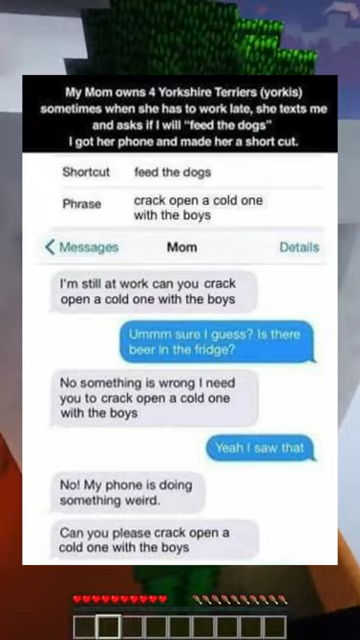 My Mom owns 4 Yorkshire Terriers (yorkis)
sometimes when she has to work late, she texts me
and asks if I will "feed the dogs"
I got her phone and made her a short cut.
Shortcut feed the dogs
Phrase crack open a cold one
with the boys
Messages Mom Details
I'm still at work can you crack
open a cold one with the boys
Ummm sure I guess? Is there
beer in the fridge?
No something is wrong I need
you to crack open a cold one
with the boys
Yeah I saw that
No! My phone is doing
something weird.
Can you please crack open a
cold one with the boys